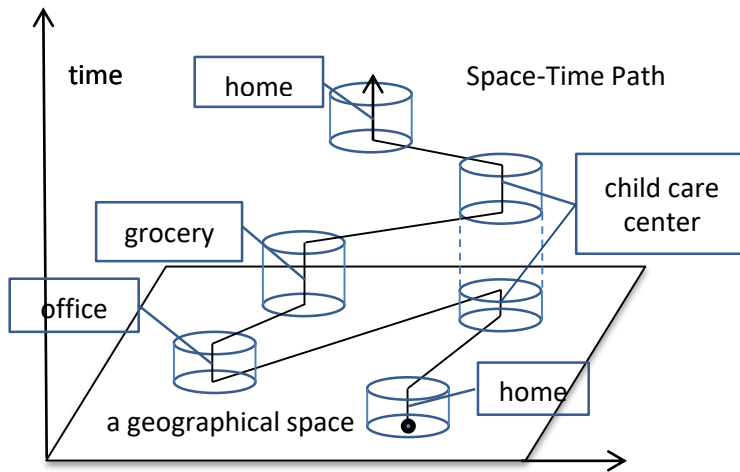 time
home
Space-Time Path
child care
center
grocery
office
home
a geographical space